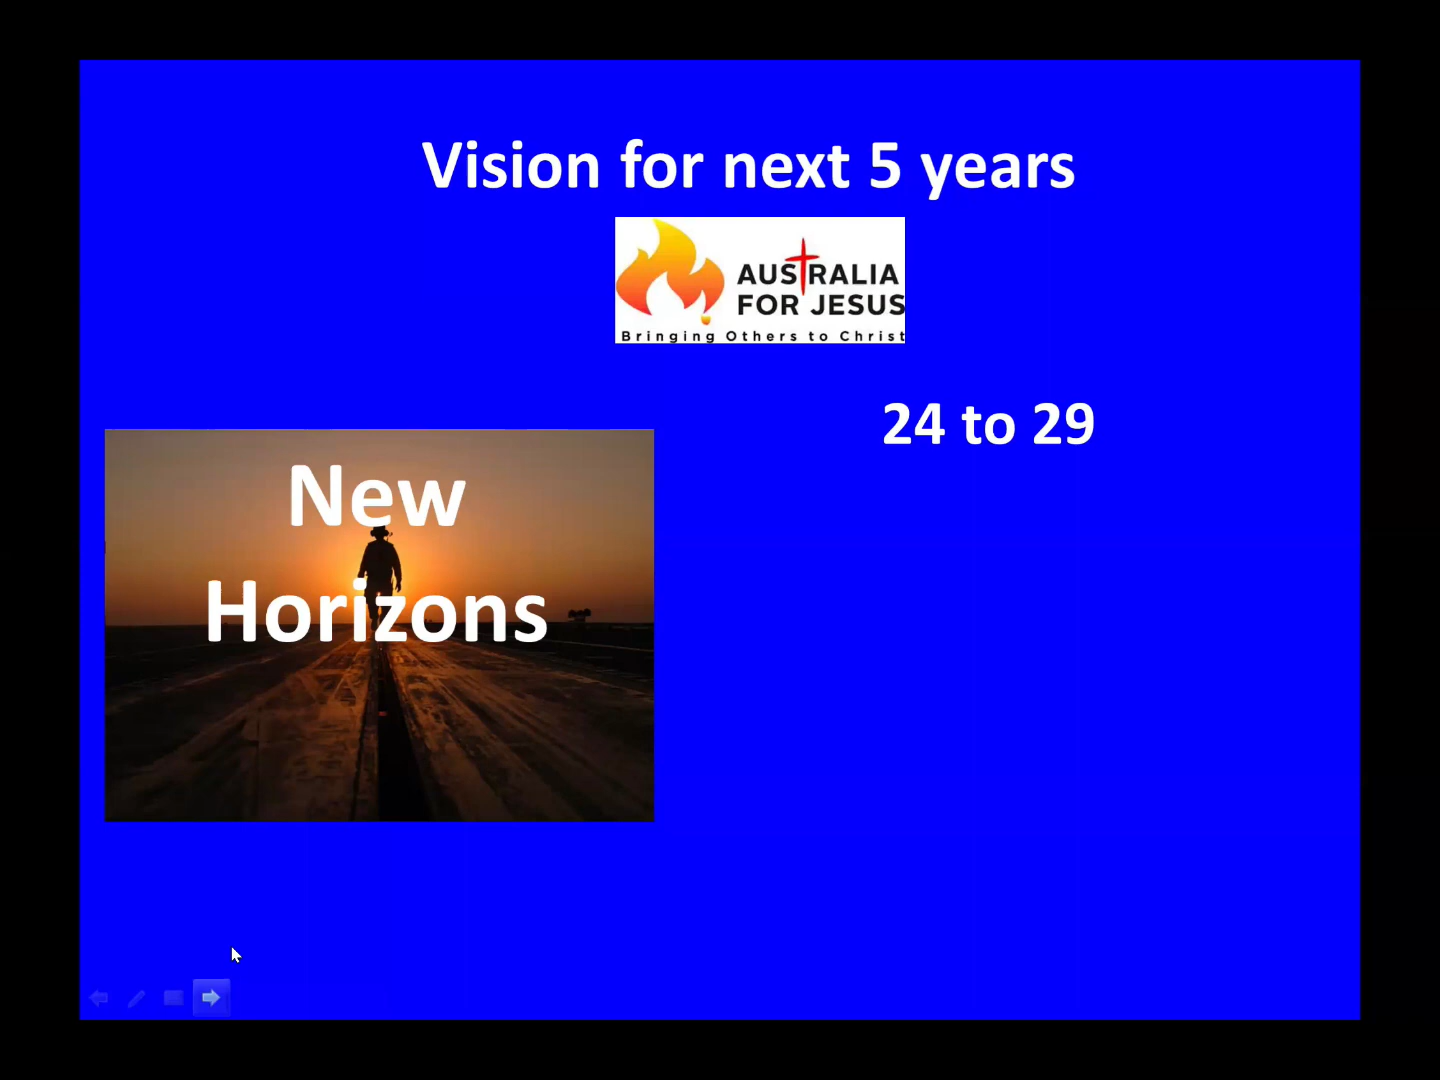 Vision for next 5 years
AUSTRALIA
FOR JESUS
Bringing Others to Christ
24 to 29
New
Horizons